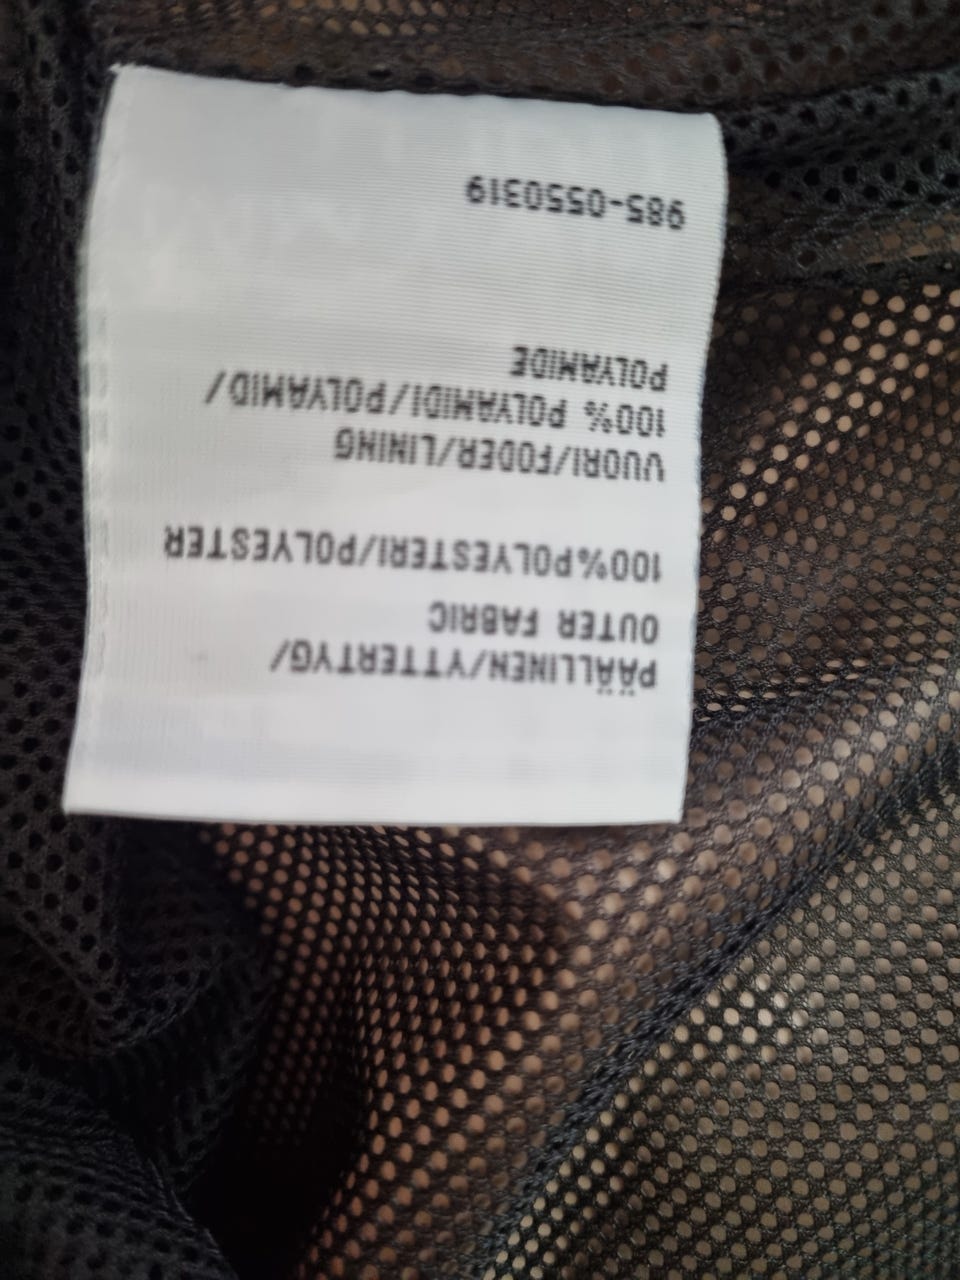 PÄÄLLINEN/YTTERTYG/
OUTER FABRIC
100%POLYESTERI/POLYESTER
VUORI/FODER/LINING
100% POLYAMIDI/POLYAMID/
POLYAMIDE
985-0550319